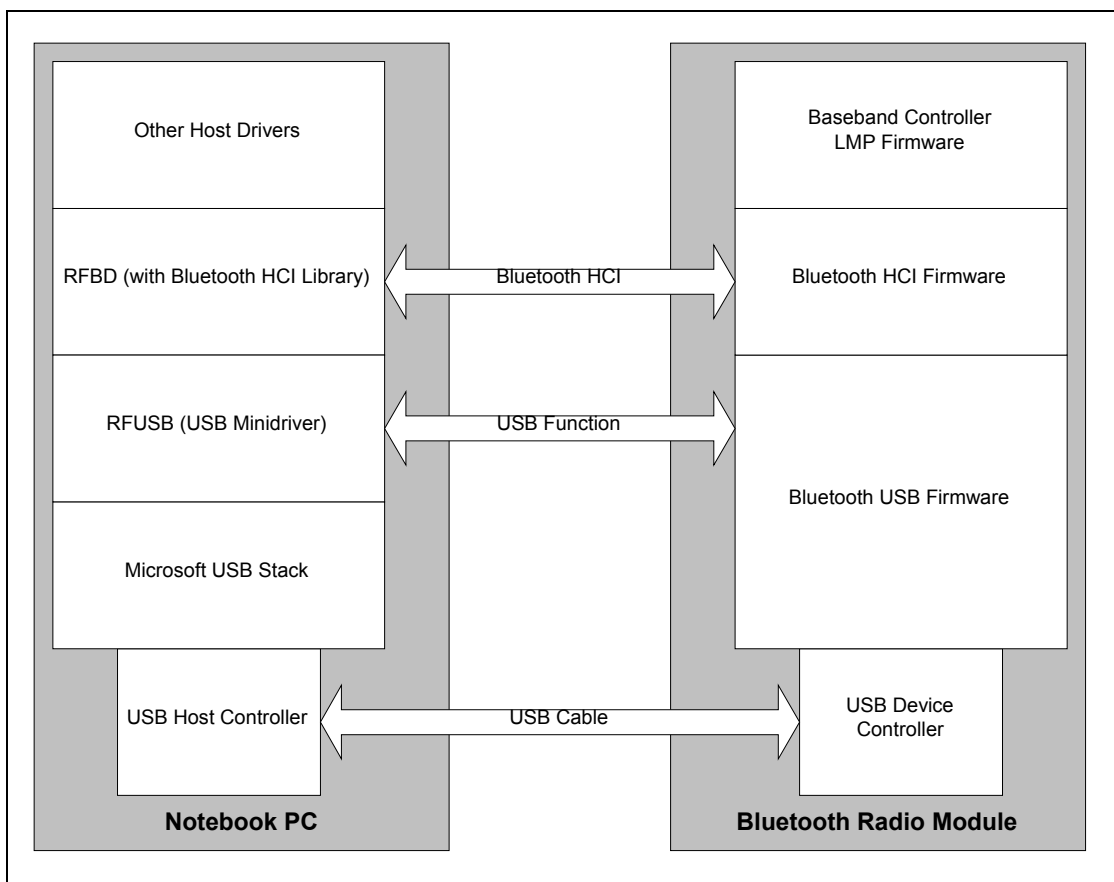 Other Host Drivers
RFBD (with Bluetooth HCI Library)
RFUSB (USB Minidriver)
Microsoft USB Stack
USB Host Controller
Notebook PC
Bluetooth HCI
USB Function
USB Cable
Baseband Controller
LMP Firmware
Bluetooth HCI Firmware
Bluetooth USB Firmware
USB Device
Controller
Bluetooth Radio Module